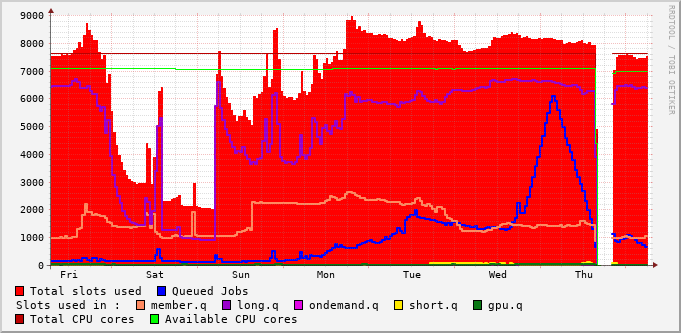 9000
8000
7000
6000
5000
4000
3000
2000
1000
0
Fri Sat Sun Mon Tue Wed Thu
RRDTOOL / TOBI OETIKER
Total slots used Queued Jobs
Slots used in : member.q long.q ondemand.q short.q gpu.q
Total CPU cores Available CPU cores